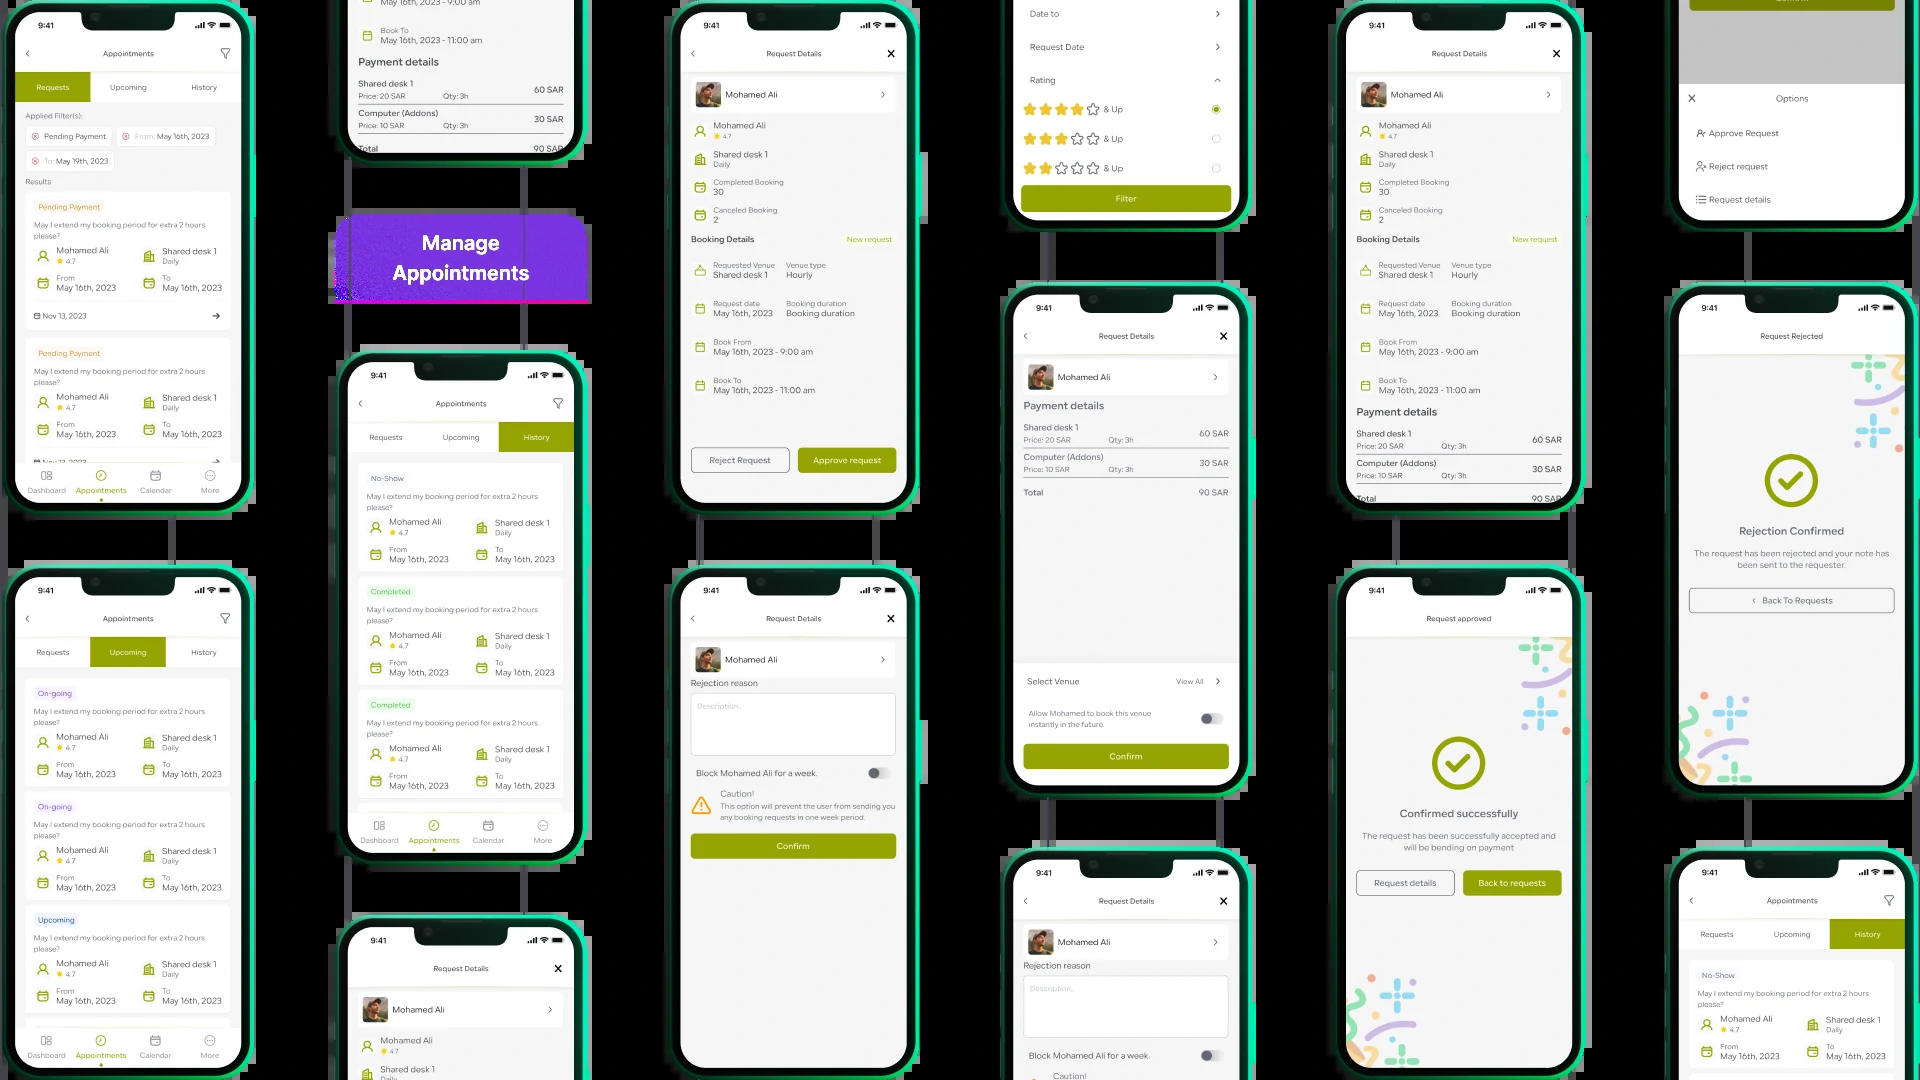 9:41
Appointments
Requests
Upcoming
History
Applied Filter(s):
Pending Payment
From: May 16th, 2023
To: May 19th, 2023
Results
Pending Payment
May I extend my booking period for extra 2 hours
please?
Mohamed Ali
4.7
Shared desk 1
Daily
From
May 16th, 2023
To
May 16th, 2023
Nov 13, 2023
Pending Payment
May I extend my booking period for extra 2 hours
please?
Mohamed Ali
4.7
Shared desk 1
Daily
From
May 16th, 2023
To
May 16th, 2023
Nov 13, 2023
Dashboard
Appointments
Calendar
More
9:41
Appointments
Requests
Upcoming
History
On-going
May I extend my booking period for extra 2 hours
please?
Mohamed Ali
4.7
Shared desk 1
Daily
From
May 16th, 2023
To
May 16th, 2023
On-going
May I extend my booking period for extra 2 hours
please?
Mohamed Ali
4.7
Shared desk 1
Daily
From
May 16th, 2023
To
May 16th, 2023
Upcoming
May I extend my booking period for extra 2 hours
please?
Mohamed Ali
4.7
Shared desk 1
Daily
From
May 16th, 2023
To
May 16th, 2023
Dashboard
Appointments
Calendar
More
May 16th, 2023 - 9:00 am
Book To
May 16th, 2023 - 11:00 am
Payment details
Shared desk 1
Price: 20 SAR
Qty: 3h
60 SAR
Computer (Addons)
Price: 10 SAR
Qty: 3h
30 SAR
Total
90 SAR
Manage
Appointments
9:41
Appointments
Requests
Upcoming
History
No-Show
May I extend my booking period for extra 2 hours
please?
Mohamed Ali
4.7
Shared desk 1
Daily
From
May 16th, 2023
To
May 16th, 2023
Completed
May I extend my booking period for extra 2 hours
please?
Mohamed Ali
4.7
Shared desk 1
Daily
From
May 16th, 2023
To
May 16th, 2023
Completed
May I extend my booking period for extra 2 hours
please?
Mohamed Ali
4.7
Shared desk 1
Daily
From
May 16th, 2023
To
May 16th, 2023
Dashboard
Appointments
Calendar
More
9:41
Request Details
Mohamed Ali
Mohamed Ali
4.7
Shared desk 1
Daily
9:41
Request Details
Mohamed Ali
Mohamed Ali
4.7
Shared desk 1
Daily
Completed Booking
30
Canceled Booking
2
Booking Details
New request
Requested Venue
Shared desk 1
Venue type
Hourly
Request date
May 16th, 2023
Booking duration
Booking duration
Book From
May 16th, 2023 - 9:00 am
Book To
May 16th, 2023 - 11:00 am
Reject Request
Approve request
9:41
Request Details
Mohamed Ali
Rejection reason
Description.
Block Mohamed Ali for a week.
Caution!
This option will prevent the user from sending you
any booking requests in one week period.
Confirm
Date to
Request Date
Rating
& Up
& Up
& Up
Filter
9:41
Request Details
Mohamed Ali
Payment details
Shared desk 1
Price: 20 SAR
Qty: 3h
60 SAR
Computer (Addons)
Price: 10 SAR
Qty: 3h
30 SAR
Total
90 SAR
Select Venue
View All
Allow Mohamed to book this venue
instantly in the future.
Confirm
9:41
Request Details
Mohamed Ali
Rejection reason
Description.
Block Mohamed Ali for a week.
Caution!
9:41
Request Details
Mohamed Ali
Mohamed Ali
4.7
Shared desk 1
Daily
Completed Booking
30
Canceled Booking
2
Booking Details
New request
Requested Venue
Shared desk 1
Venue type
Hourly
Request date
May 16th, 2023
Booking duration
Booking duration
Book From
May 16th, 2023 - 9:00 am
Book To
May 16th, 2023 - 11:00 am
Payment details
Shared desk 1
Price: 20 SAR
Qty: 3h
60 SAR
Computer (Addons)
Price: 10 SAR
Qty: 3h
30 SAR
Total
90 SAR
9:41
Request approved
Confirmed successfully
The request has been successfully accepted and
will be bending on payment
Request details
Back to requests
Confirm
Options
Approve Request
Reject request
Request details
9:41
Request Rejected
Rejection Confirmed
The request has been rejected and your note has
been sent to the requester.
Back To Requests
9:41
Appointments
Requests
Upcoming
History
No-Show
May I extend my booking period for extra 2 hours
please?
Mohamed Ali
4.7
Shared desk 1
Daily
From
May 16th, 2023
To
May 16th, 2023